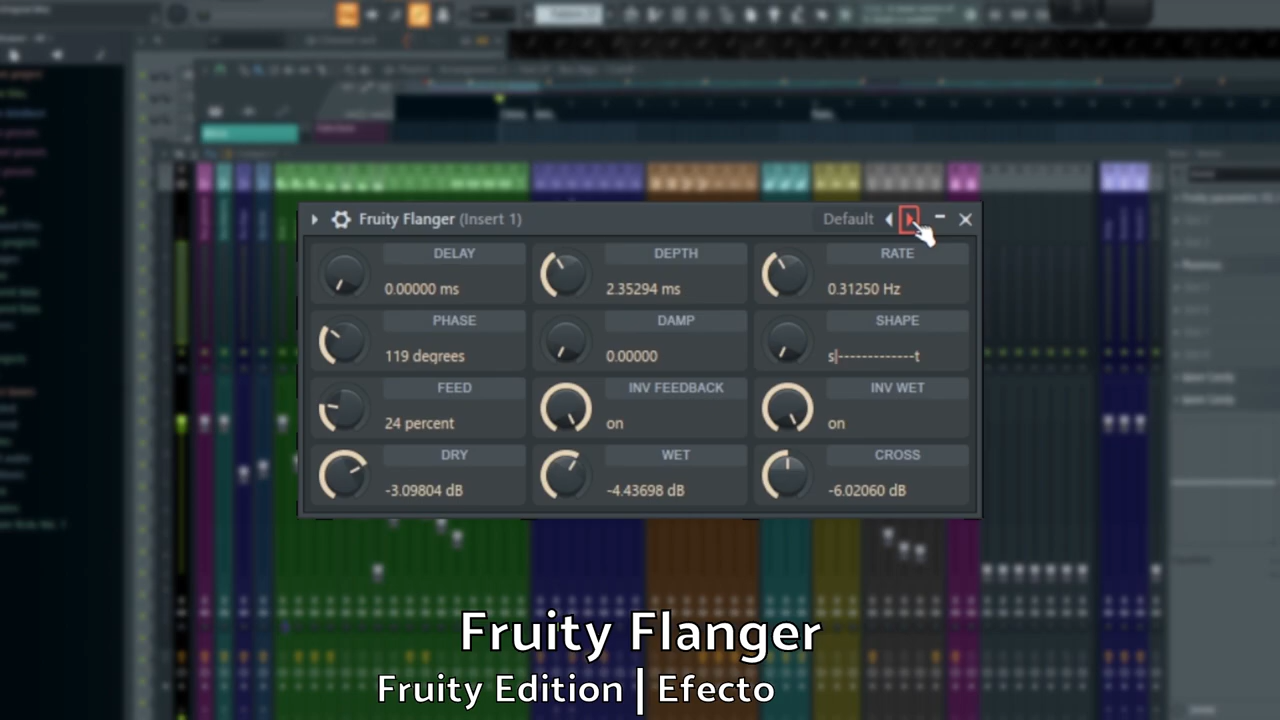 Fruity Flanger (Insert 1) Default
DELAY DEPTH RATE
0.00000 ms 2.35294 ms 0.31250 Hz
PHASE DAMP SHAPE
119 degrees 0.00000 s|-------------t
FEED INV FEEDBACK INV WET
24 percent on on
DRY WET CROSS
-3.09804 dB -4.43698 dB -6.02060 dB
Fruity Flanger
Fruity Edition | Efecto